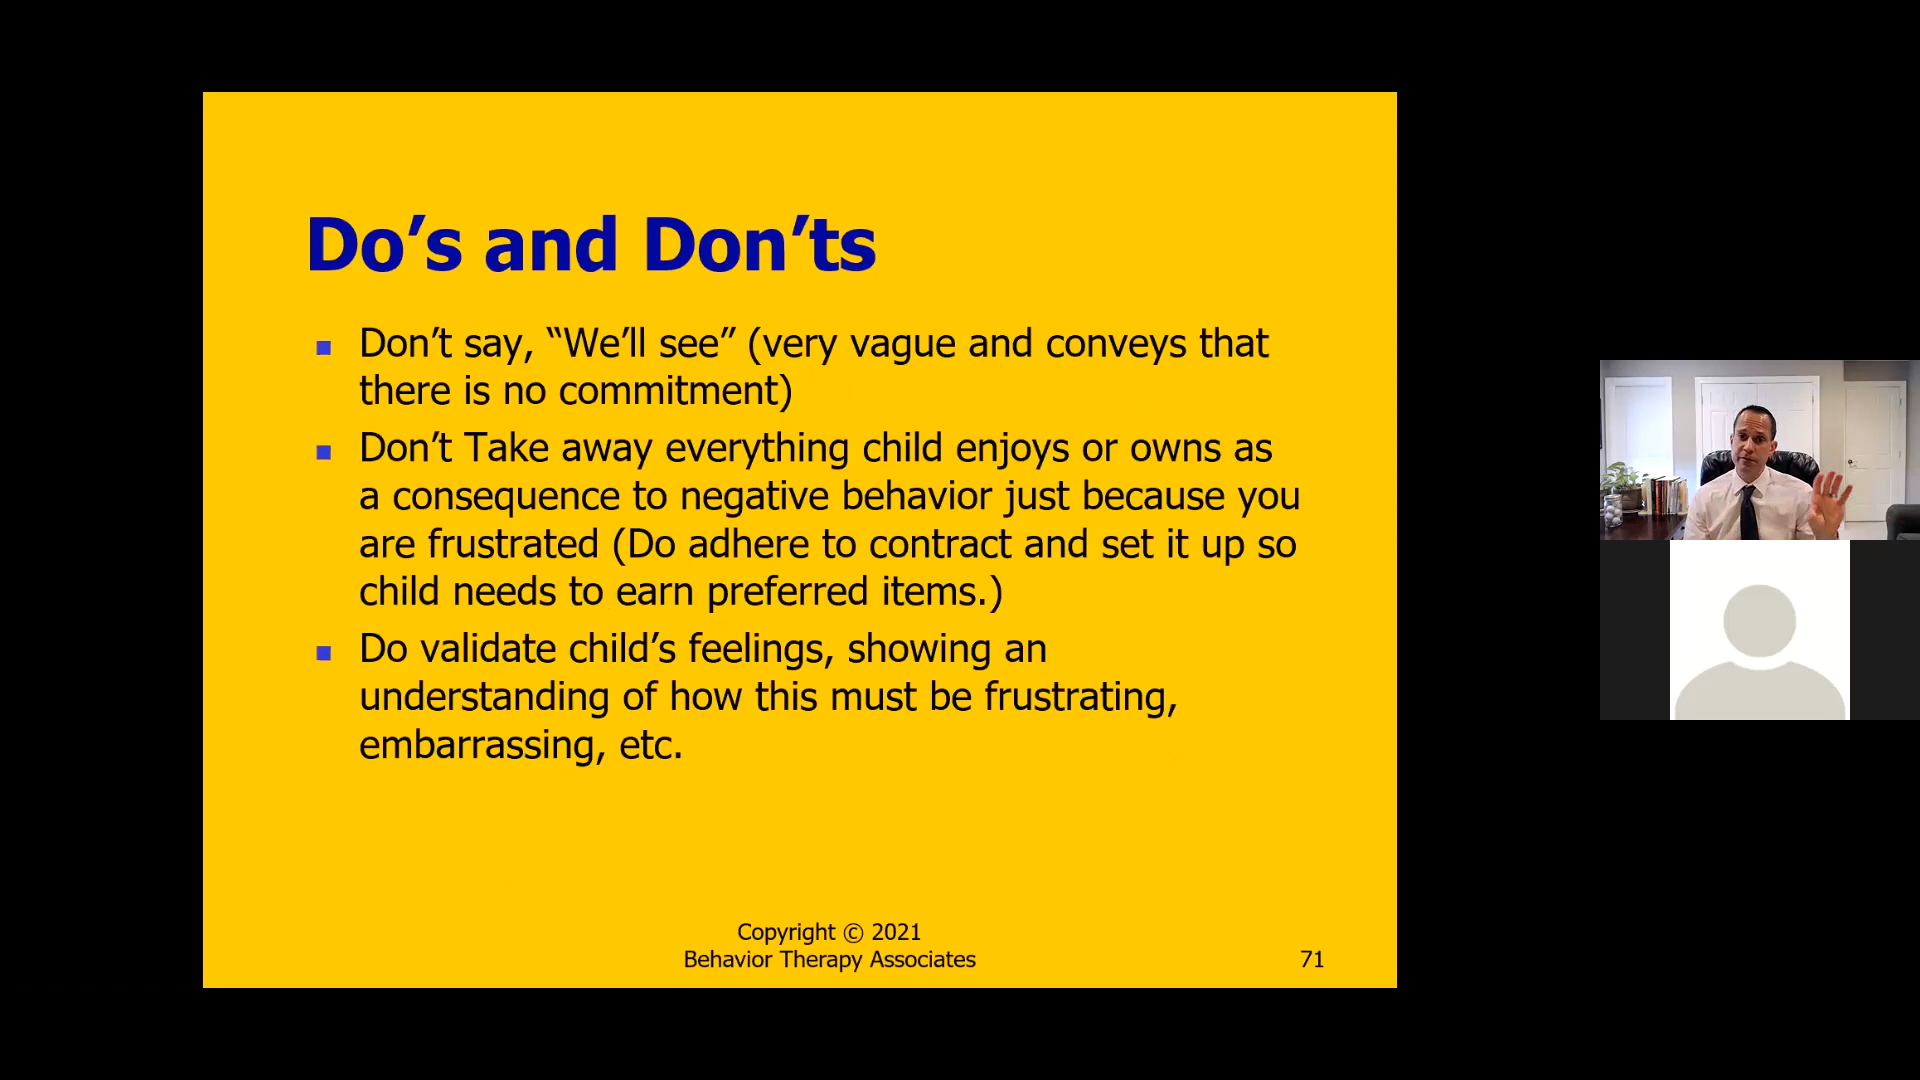 Do’s and Don’ts
Don’t say, “We’ll see” (very vague and conveys that
there is no commitment)
Don’t Take away everything child enjoys or owns as
a consequence to negative behavior just because you
are frustrated (Do adhere to contract and set it up so
child needs to earn preferred items.)
Do validate child’s feelings, showing an
understanding of how this must be frustrating,
embarrassing, etc.
Copyright © 2021
Behavior Therapy Associates
71